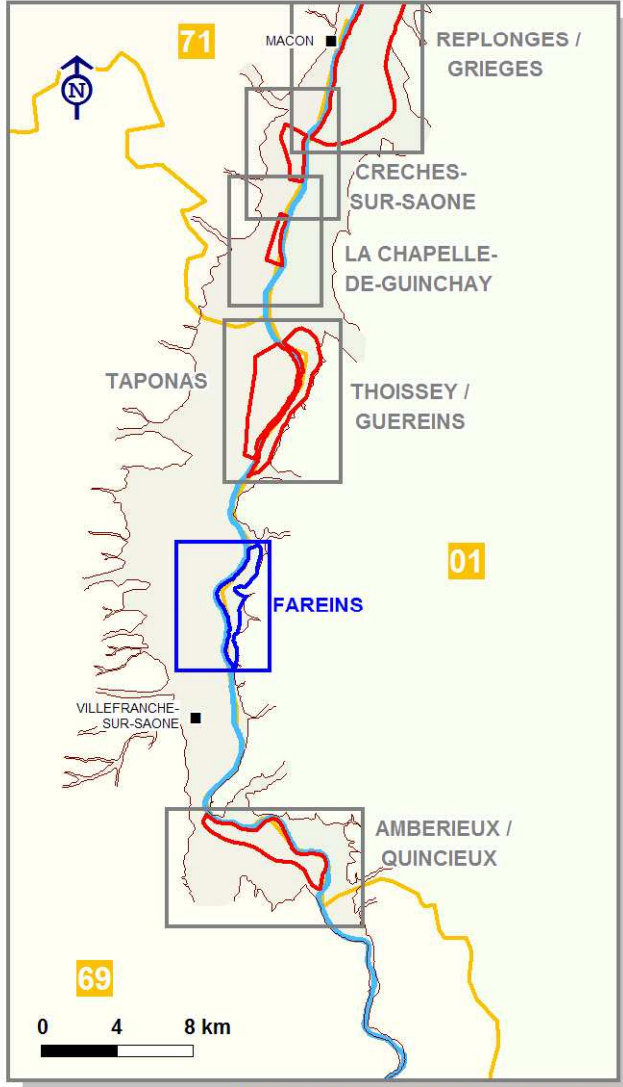 71
MACON
REPLONGES /
GRIEGES
N
CRECHES-
SUR-SAONE
LA CHAPELLE-
DE-GUINCHAY
TAPONAS
THOISSEY /
GUEREINS
01
FAREINS
VILLEFRANCHE-
SUR-SAONE
AMBERIEUX /
QUINCIEUX
69
0 4 8 km